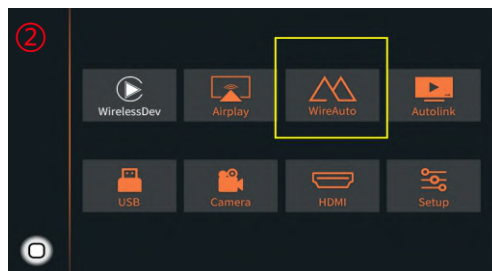 ②
WirelessDev
Airplay
WireAuto
Autolink
USB
Camera
HDMI
Setup